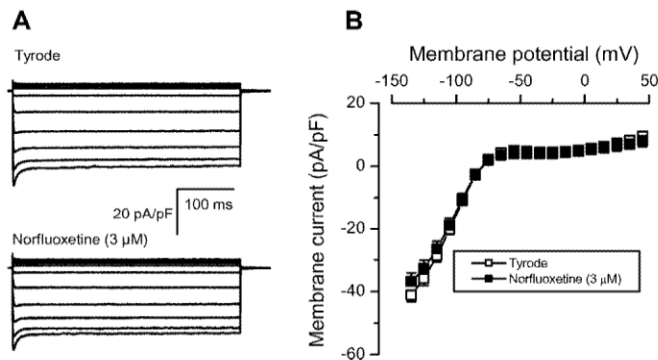 A
Tyrode
20 pA/pF
100 ms
Norfluoxetine (3 μM)
B
Membrane potential (mV)
-150 -100 -50 0 50
Membrane current (pA/pF)
20
0
-20
-40
-60
Tyrode
Norfluoxetine (3 μM)